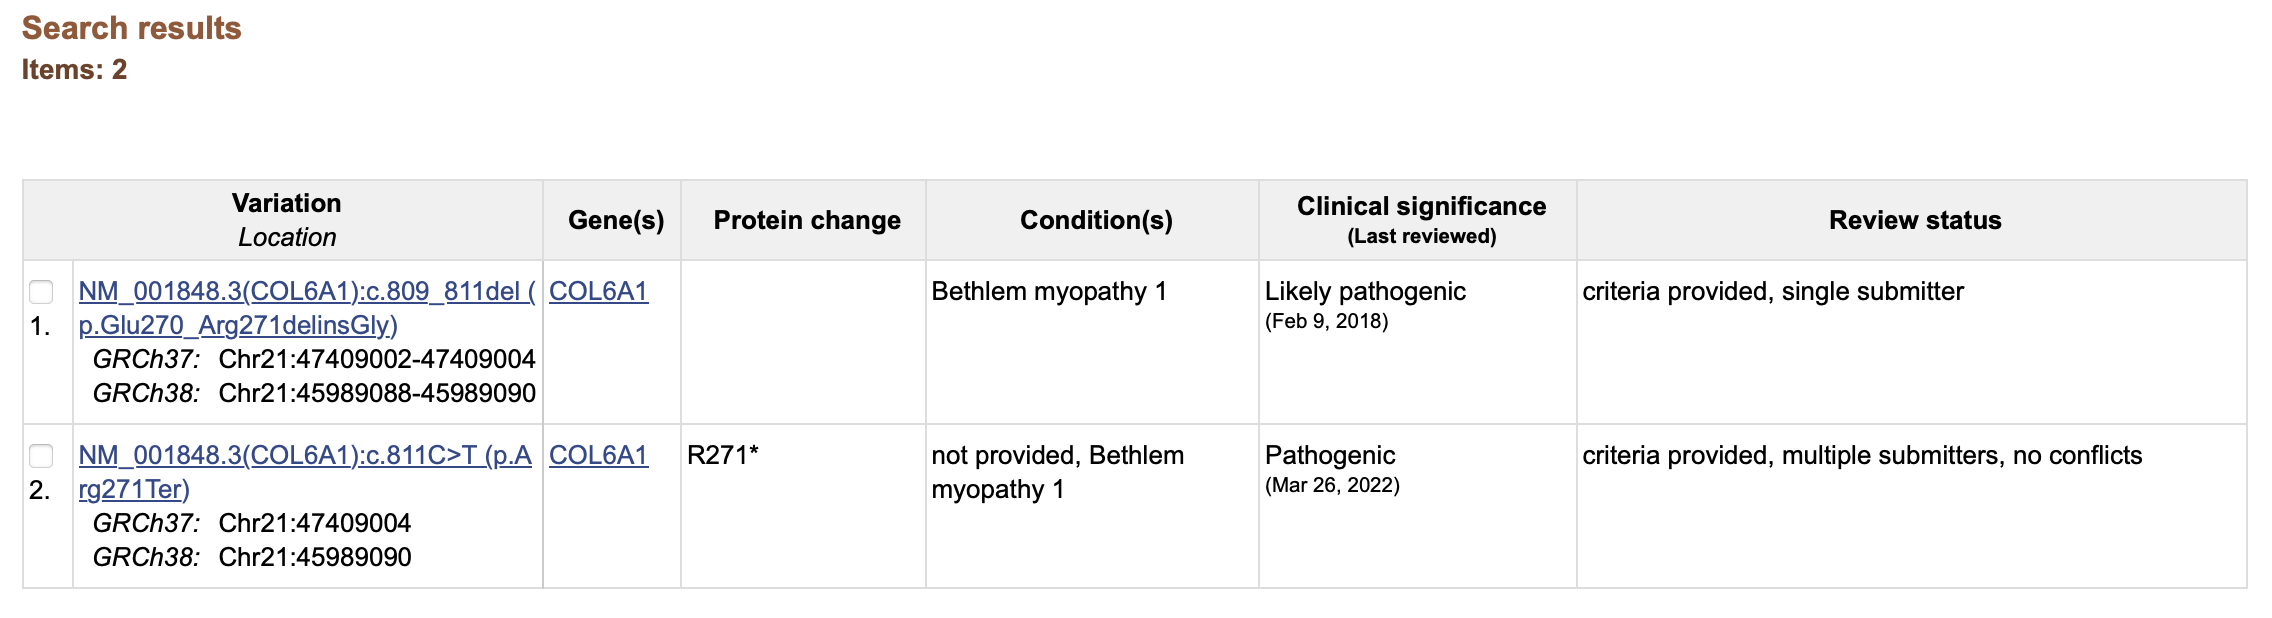 Search results
Items: 2
Variation
Location
Gene(s)
Protein change
Condition(s)
Clinical significance
(Last reviewed)
Review status
1.
NM_001848.3(COL6A1):c.809_811del (
p.Glu270_Arg271delinsGly)
GRCh37: Chr21:47409002-47409004
GRCh38: Chr21:45989088-45989090
COL6A1
Bethlem myopathy 1
Likely pathogenic
(Feb 9, 2018)
criteria provided, single submitter
2.
NM_001848.3(COL6A1):c.811C>T (p.A
rg271Ter)
GRCh37: Chr21:47409004
GRCh38: Chr21:45989090
COL6A1
R271*
not provided, Bethlem
myopathy 1
Pathogenic
(Mar 26, 2022)
criteria provided, multiple submitters, no conflicts